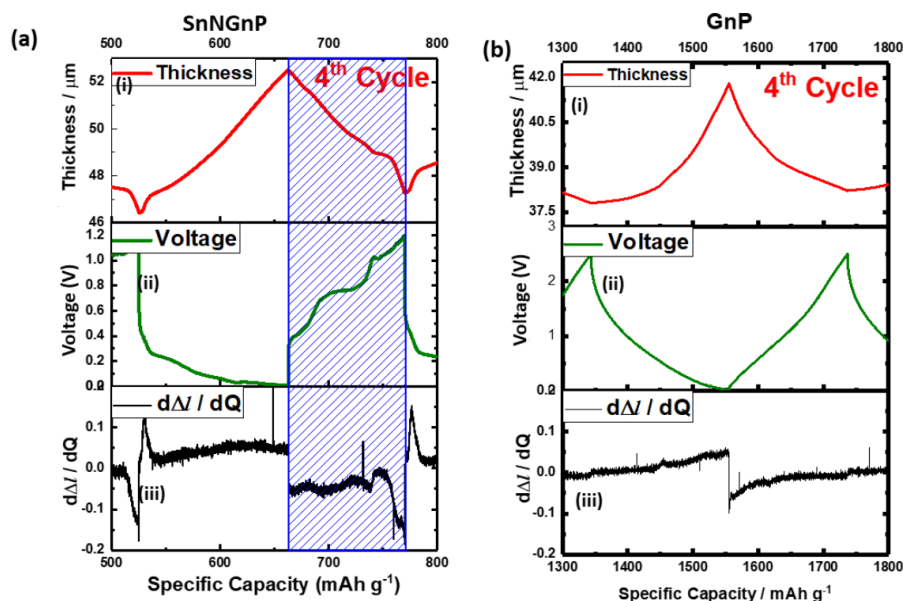 SnNGnP
(a)
500 600 700 800
Thickness
4th Cycle
(i)
52
50
48
46
Thickness / μm
Voltage
(ii)
1.2
1.0
0.8
0.6
0.4
0.2
Voltage (V)
0.2
d∆l / dQ
(iii)
0.1
0.0
-0.1
-0.2
d∆l / dQ
500 600 700 800
Specific Capacity (mAh g-1)
GnP
(b)
1300 1400 1500 1600 1700 1800
Thickness
4th Cycle
(i)
42.0
40.5
39.0
37.5
Thickness / μm
3
Voltage
(ii)
2
1
Voltage (V)
0.2
d∆l / dQ
(iii)
0.1
0.0
-0.1
-0.2
d∆l / dQ
1300 1400 1500 1600 1700 1800
Specific Capacity / mAh g-1